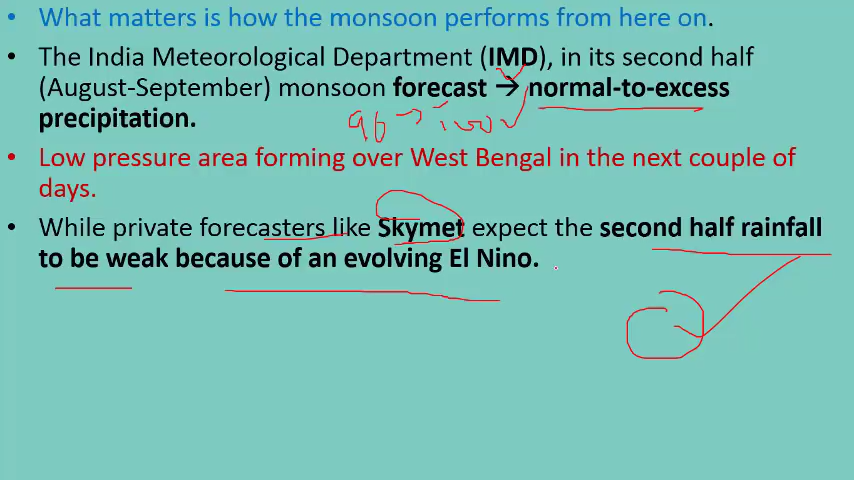 • What matters is how the monsoon performs from here on.
• The India Meteorological Department (IMD), in its second half
(August-September) monsoon forecast → normal-to-excess
precipitation.
• Low pressure area forming over West Bengal in the next couple of
days.
• While private forecasters like Skymet expect the second half rainfall
to be weak because of an evolving El Nino.